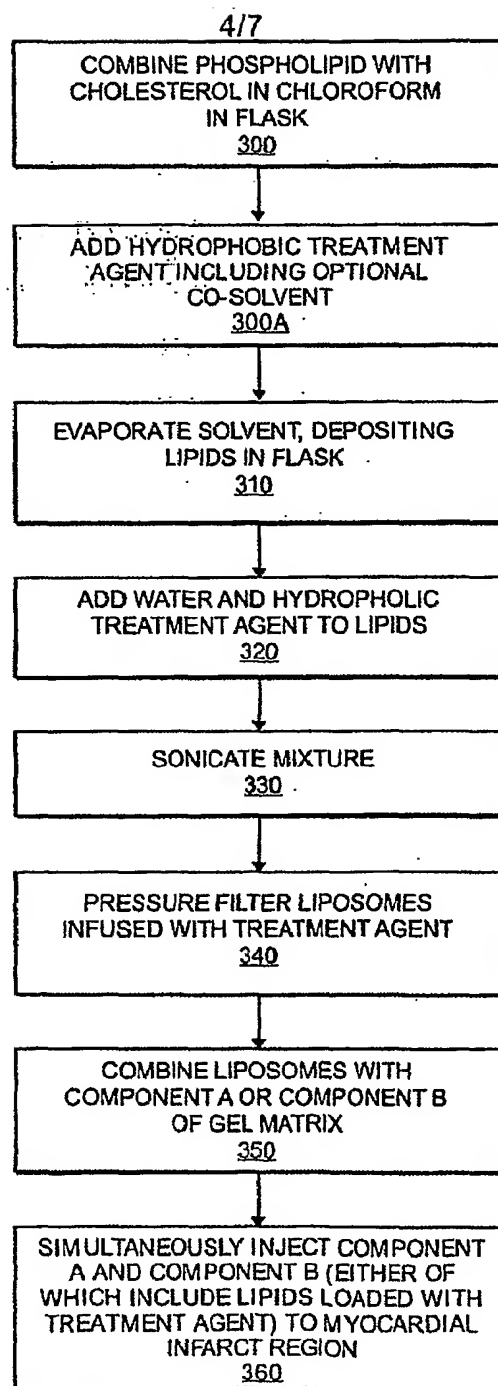 4/7
COMBINE PHOSPHOLIPID WITH
CHOLESTEROL IN CHLOROFORM
IN FLASK
300
ADD HYDROPHOBIC TREATMENT
AGENT INCLUDING OPTIONAL
CO-SOLVENT
300A
EVAPORATE SOLVENT, DEPOSITING
LIPIDS IN FLASK
310
ADD WATER AND HYDROPHOLIC
TREATMENT AGENT TO LIPIDS
320
SONICATE MIXTURE
330
PRESSURE FILTER LIPOSOMES
INFUSED WITH TREATMENT AGENT
340
COMBINE LIPOSOMES WITH
COMPONENT A OR COMPONENT B
OF GEL MATRIX
350
SIMULTANEOUSLY INJECT COMPONENT
A AND COMPONENT B (EITHER OF
WHICH INCLUDE LIPIDS LOADED WITH
TREATMENT AGENT) TO MYOCARDIAL
INFARCT REGION
360